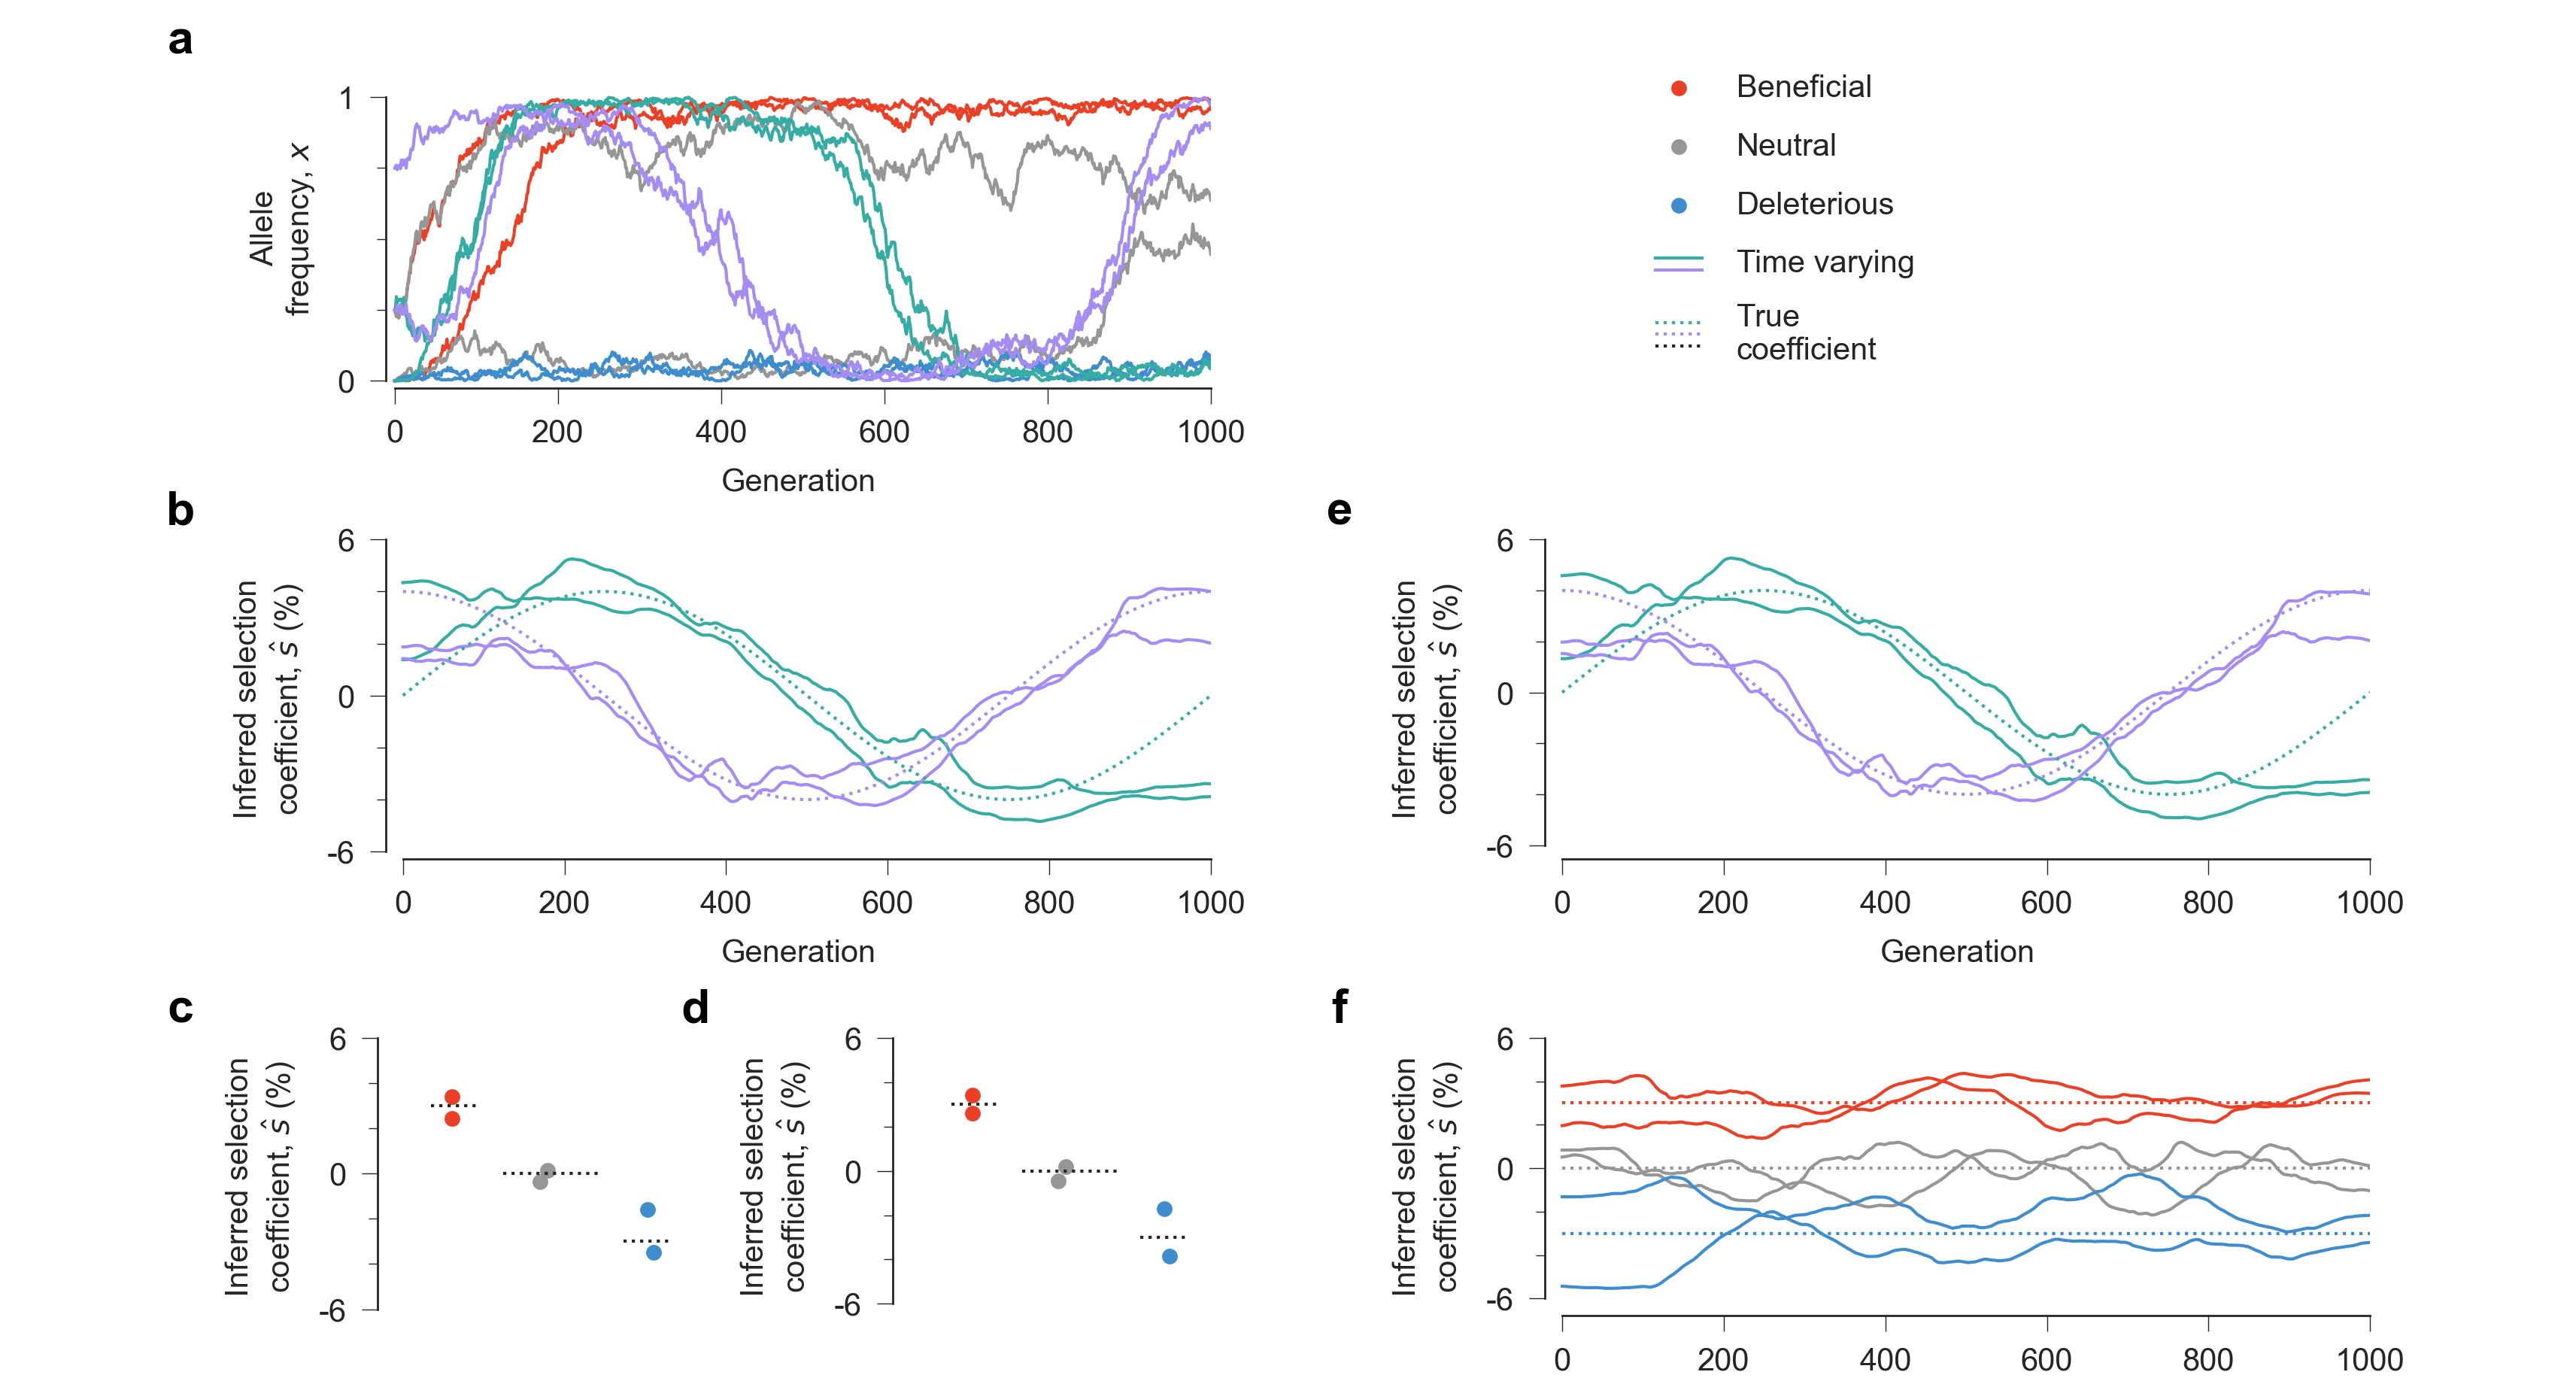 a
1
0
Allele
frequency, x
0 200 400 600 800 1000
Generation
Beneficial
Neutral
Deleterious
Time varying
True
coefficient
b
6
0
-6
Inferred selection
coefficient, ŝ (%)
0 200 400 600 800 1000
Generation
e
6
0
-6
Inferred selection
coefficient, ŝ (%)
0 200 400 600 800 1000
Generation
c
6
0
-6
Inferred selection
coefficient, ŝ (%)
d
6
0
-6
Inferred selection
coefficient, ŝ (%)
f
6
0
-6
Inferred selection
coefficient, ŝ (%)
0 200 400 600 800 1000